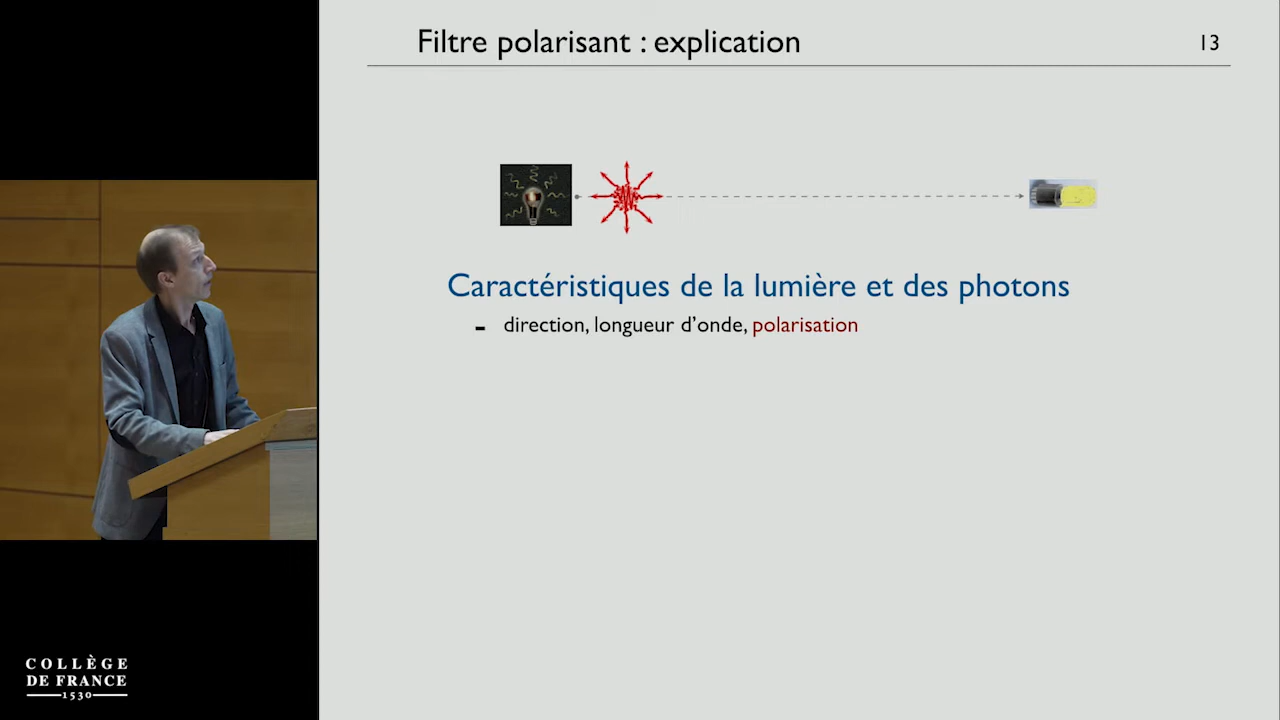 Filtre polarisant : explication
13
Caractéristiques de la lumière et des photons
- direction, longueur d’onde, polarisation
COLLÈGE
DE FRANCE
1530